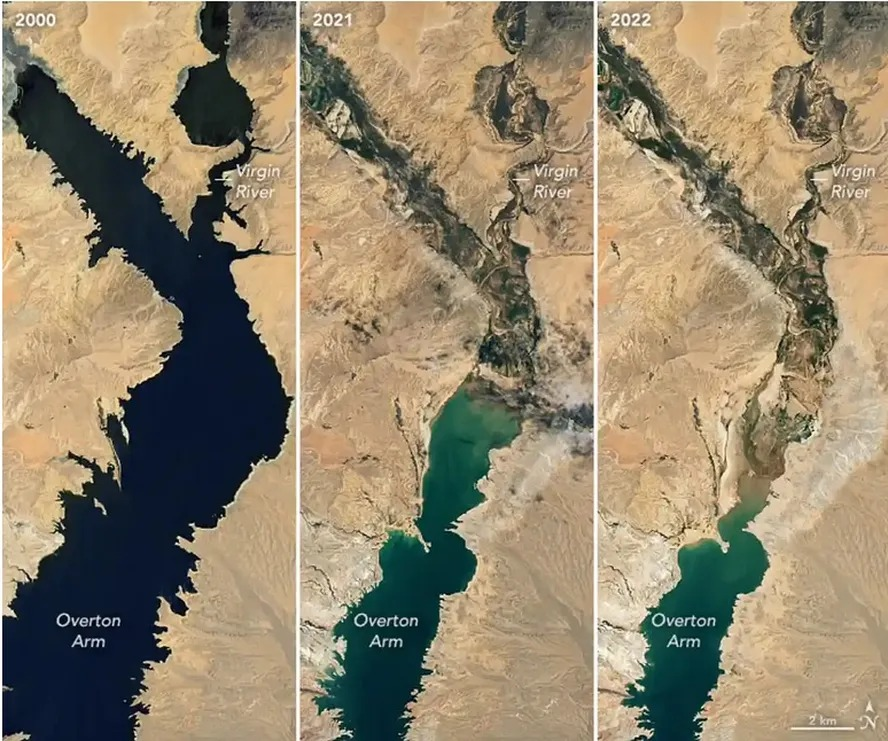 2000
Virgin
River
Overton
Arm
2021
Virgin
River
Overton
Arm
2022
Virgin
River
Overton
Arm
2 km
N